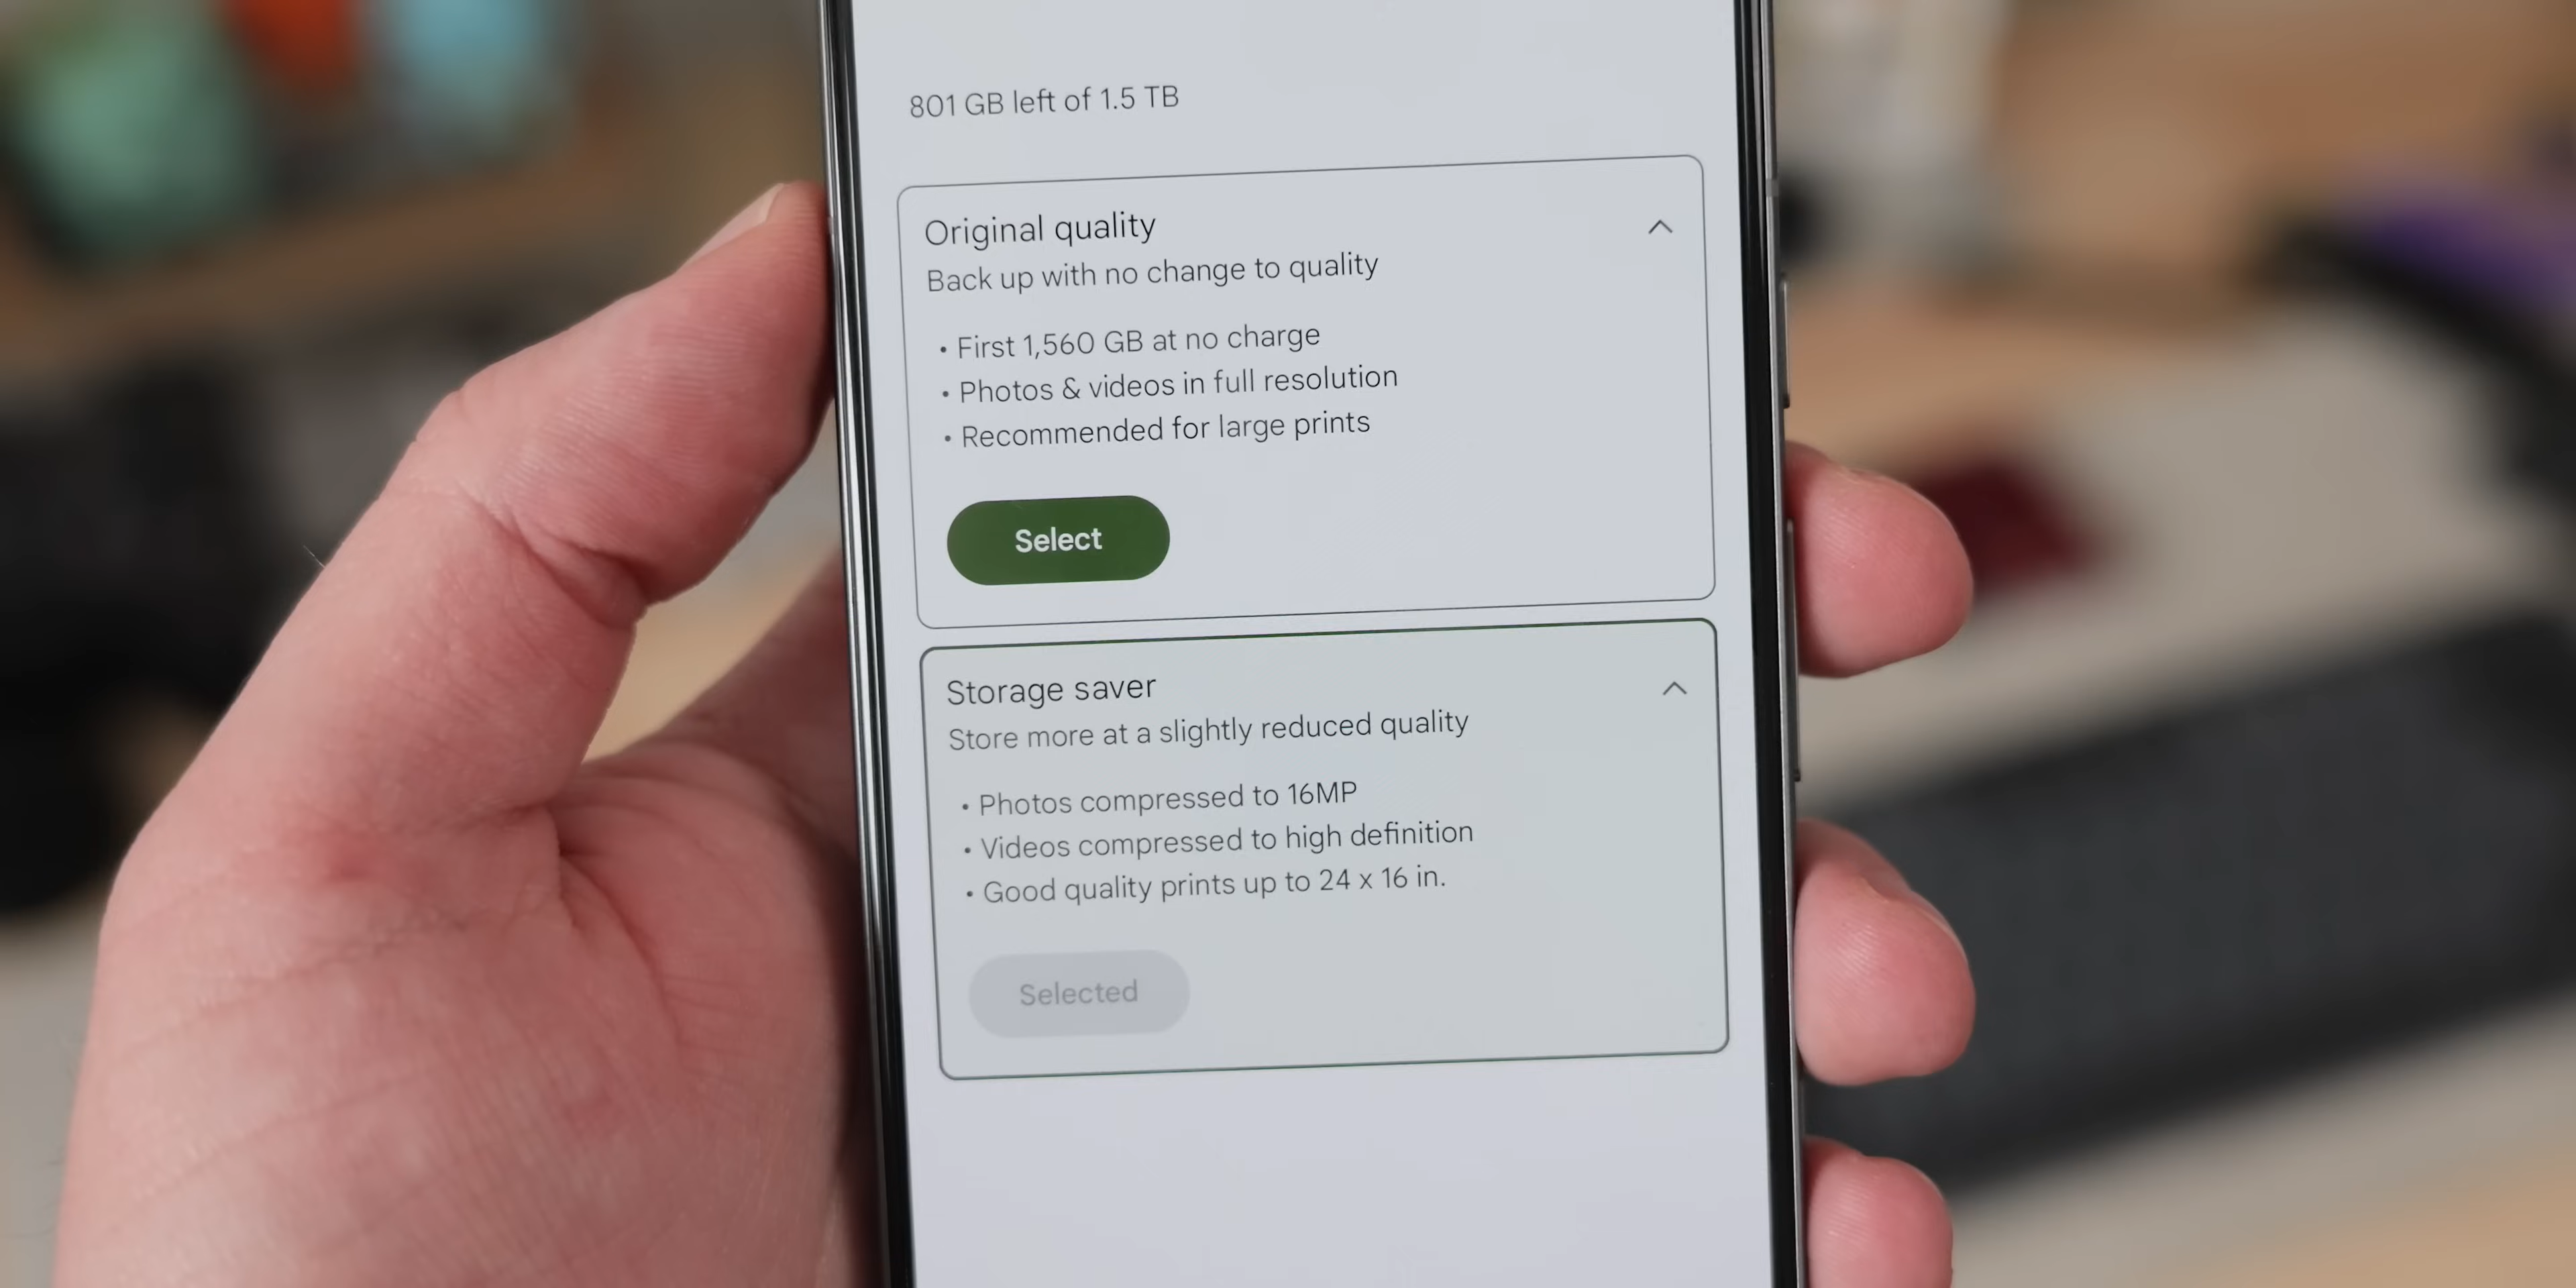 801 GB left of 1.5 TB
Original quality
Back up with no change to quality
• First 1,560 GB at no charge
• Photos & videos in full resolution
• Recommended for large prints
Select
Storage saver
Store more at a slightly reduced quality
• Photos compressed to 16MP
• Videos compressed to high definition
• Good quality prints up to 24 x 16 in.
Selected